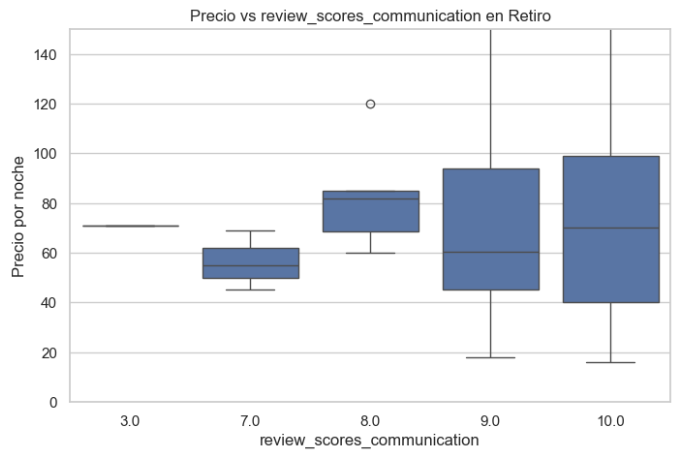 Precio vs review_scores_communication en Retiro
Precio por noche
140
120
100
80
60
40
20
0
3.0 7.0 8.0 9.0 10.0
review_scores_communication